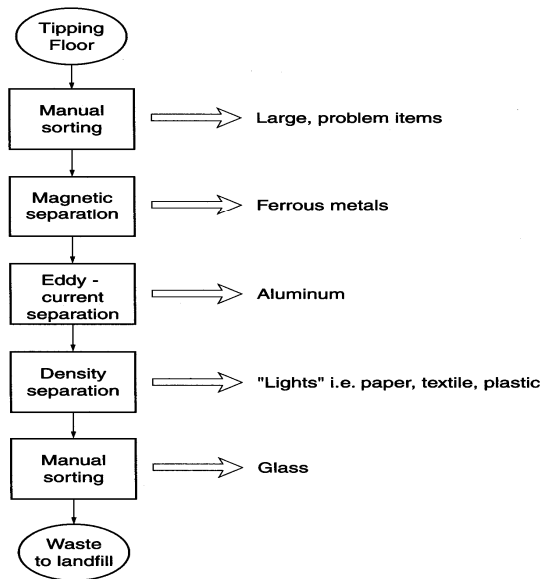 Tipping
Floor
Manual
sorting
Large, problem items
Magnetic
separation
Ferrous metals
Eddy -
current
separation
Aluminum
Density
separation
"Lights" i.e. paper, textile, plastic
Manual
sorting
Glass
Waste
to landfill